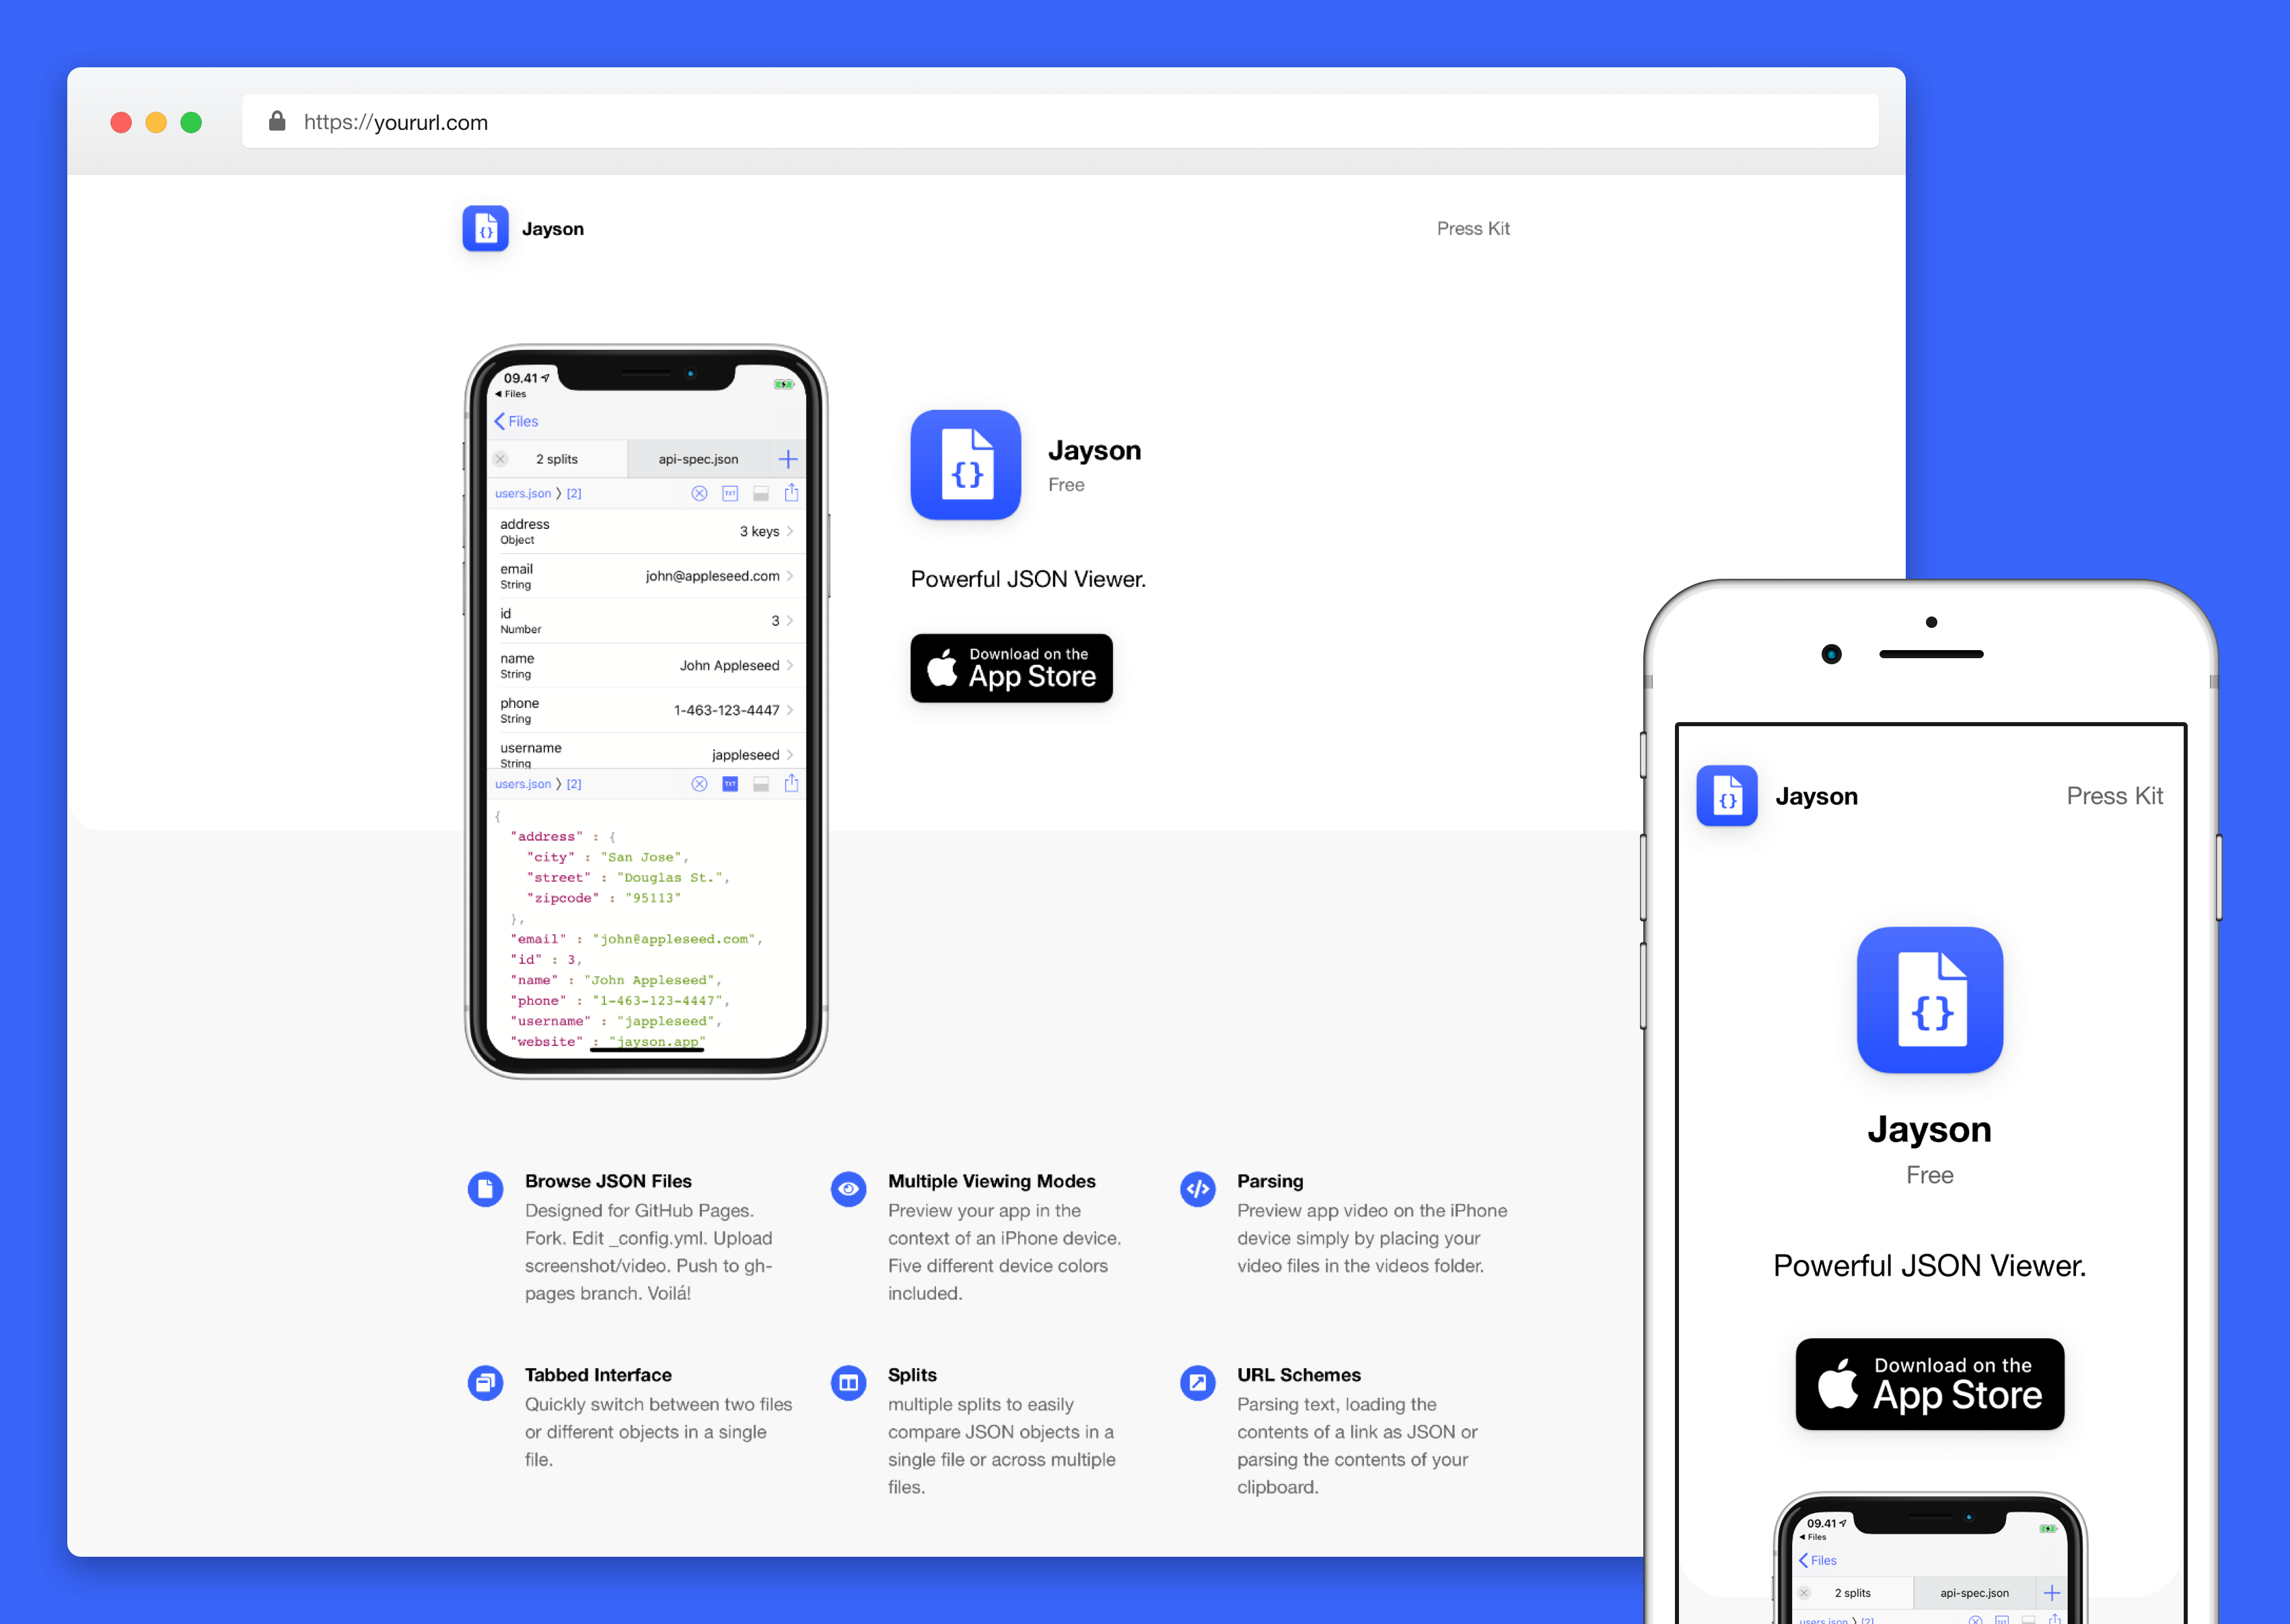 https://yoururl.com
Jayson
Press Kit
09.41
Files
Files
2 splits
api-spec.json
users.json 〉 [2]
TXT
address
Object
3 keys
email
String
john@appleseed.com
id
Number
3
name
String
John Appleseed
phone
String
1-463-123-4447
username
String
jappleseed
users.json 〉 [2]
TXT
{
"address" : {
"city" : "San Jose",
"street" : "Douglas St.",
"zipcode" : "95113"
},
"email" : "john@appleseed.com",
"id" : 3,
"name" : "John Appleseed",
"phone" : "1-463-123-4447",
"username" : "jappleseed",
"website" : "jayson.app"
{}
Jayson
Free
Powerful JSON Viewer.
Download on the
App Store
Browse JSON Files
Designed for GitHub Pages.
Fork. Edit _config.yml. Upload
screenshot/video. Push to gh-
pages branch. Voilá!
Multiple Viewing Modes
Preview your app in the
context of an iPhone device.
Five different device colors
included.
Parsing
Preview app video on the iPhone
device simply by placing your
video files in the videos folder.
Tabbed Interface
Quickly switch between two files
or different objects in a single
file.
Splits
multiple splits to easily
compare JSON objects in a
single file or across multiple
files.
URL Schemes
Parsing text, loading the
contents of a link as JSON or
parsing the contents of your
clipboard.
Jayson
Press Kit
{}
Jayson
Free
Powerful JSON Viewer.
Download on the
App Store
09.41
Files
Files
2 splits
api-spec.json
users.json 〉 [2]